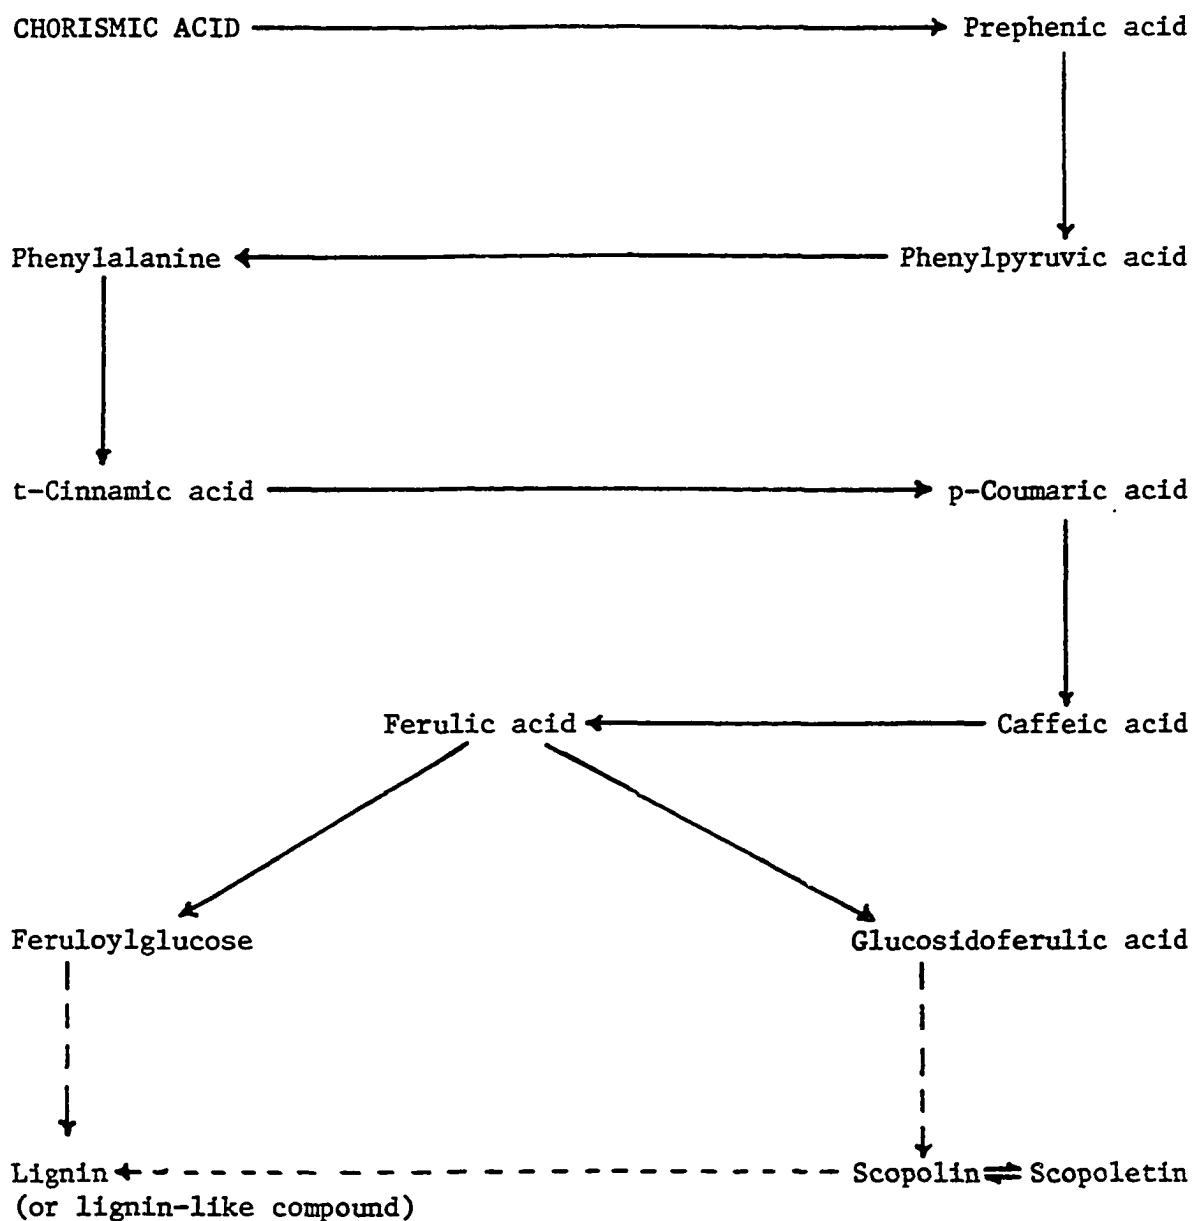 CHORISMIC ACID Prephenic acid
Phenylalanine Phenylpyruvic acid
t-Cinnamic acid p-Coumaric acid
Ferulic acid Caffeic acid
Feruloylglucose Glucosidoferulic acid
Lignin Scopolin Scopoletin
(or lignin-like compound)